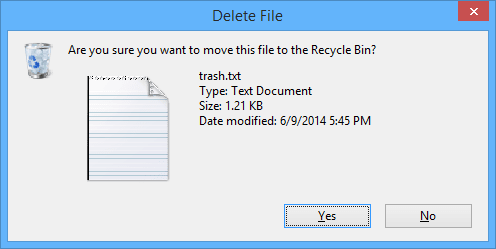 Delete File
Are you sure you want to move this file to the Recycle Bin?
trash.txt
Type: Text Document
Size: 1.21 KB
Date modified: 6/9/2014 5:45 PM
Yes
No